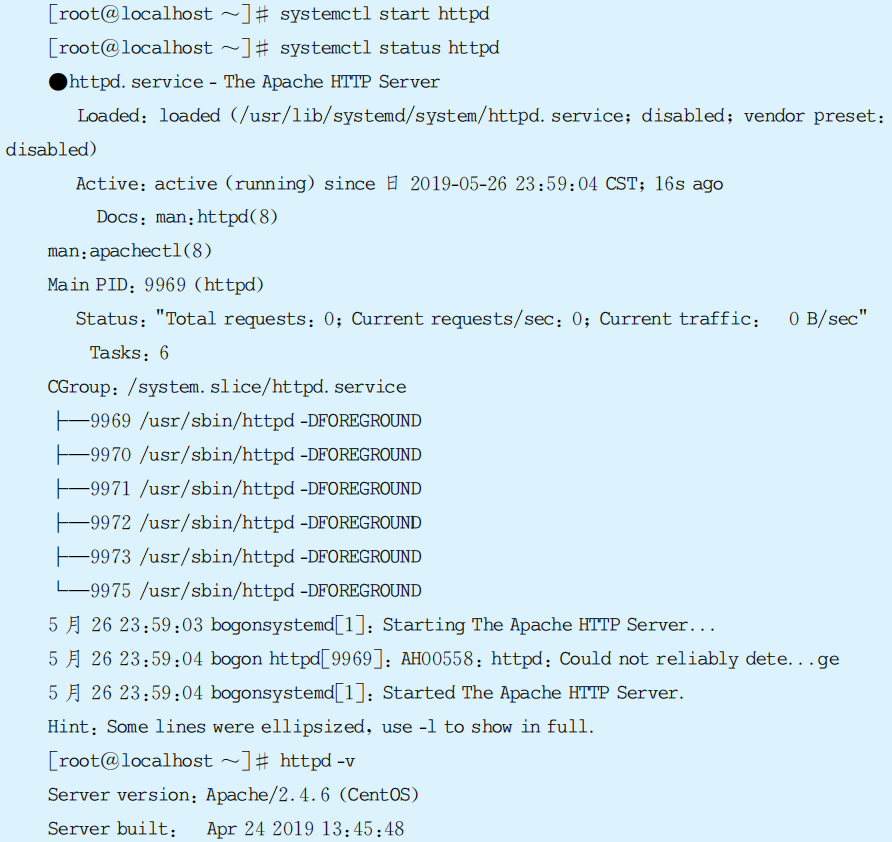 [root@localhost ～]# systemctl start httpd
[root@localhost ～]# systemctl status httpd
●httpd.service - The Apache HTTP Server
Loaded: loaded (/usr/lib/systemd/system/httpd.service; disabled; vendor preset:
disabled)
Active: active (running) since 日 2019-05-26 23:59:04 CST; 16s ago
Docs: man:httpd(8)
man:apachectl(8)
Main PID: 9969 (httpd)
Status: "Total requests: 0; Current requests/sec: 0; Current traffic:   0 B/sec"
Tasks: 6
CGroup: /system.slice/httpd.service
├──9969 /usr/sbin/httpd -DFOREGROUND
├──9970 /usr/sbin/httpd -DFOREGROUND
├──9971 /usr/sbin/httpd -DFOREGROUND
├──9972 /usr/sbin/httpd -DFOREGROUND
├──9973 /usr/sbin/httpd -DFOREGROUND
└──9975 /usr/sbin/httpd -DFOREGROUND
5 月 26 23:59:03 bogonsystemd[1]: Starting The Apache HTTP Server...
5 月 26 23:59:04 bogon httpd[9969]: AH00558: httpd: Could not reliably dete...ge
5 月 26 23:59:04 bogonsystemd[1]: Started The Apache HTTP Server.
Hint: Some lines were ellipsized, use -l to show in full.
[root@localhost ～]# httpd -v
Server version: Apache/2.4.6 (CentOS)
Server built:   Apr 24 2019 13:45:48